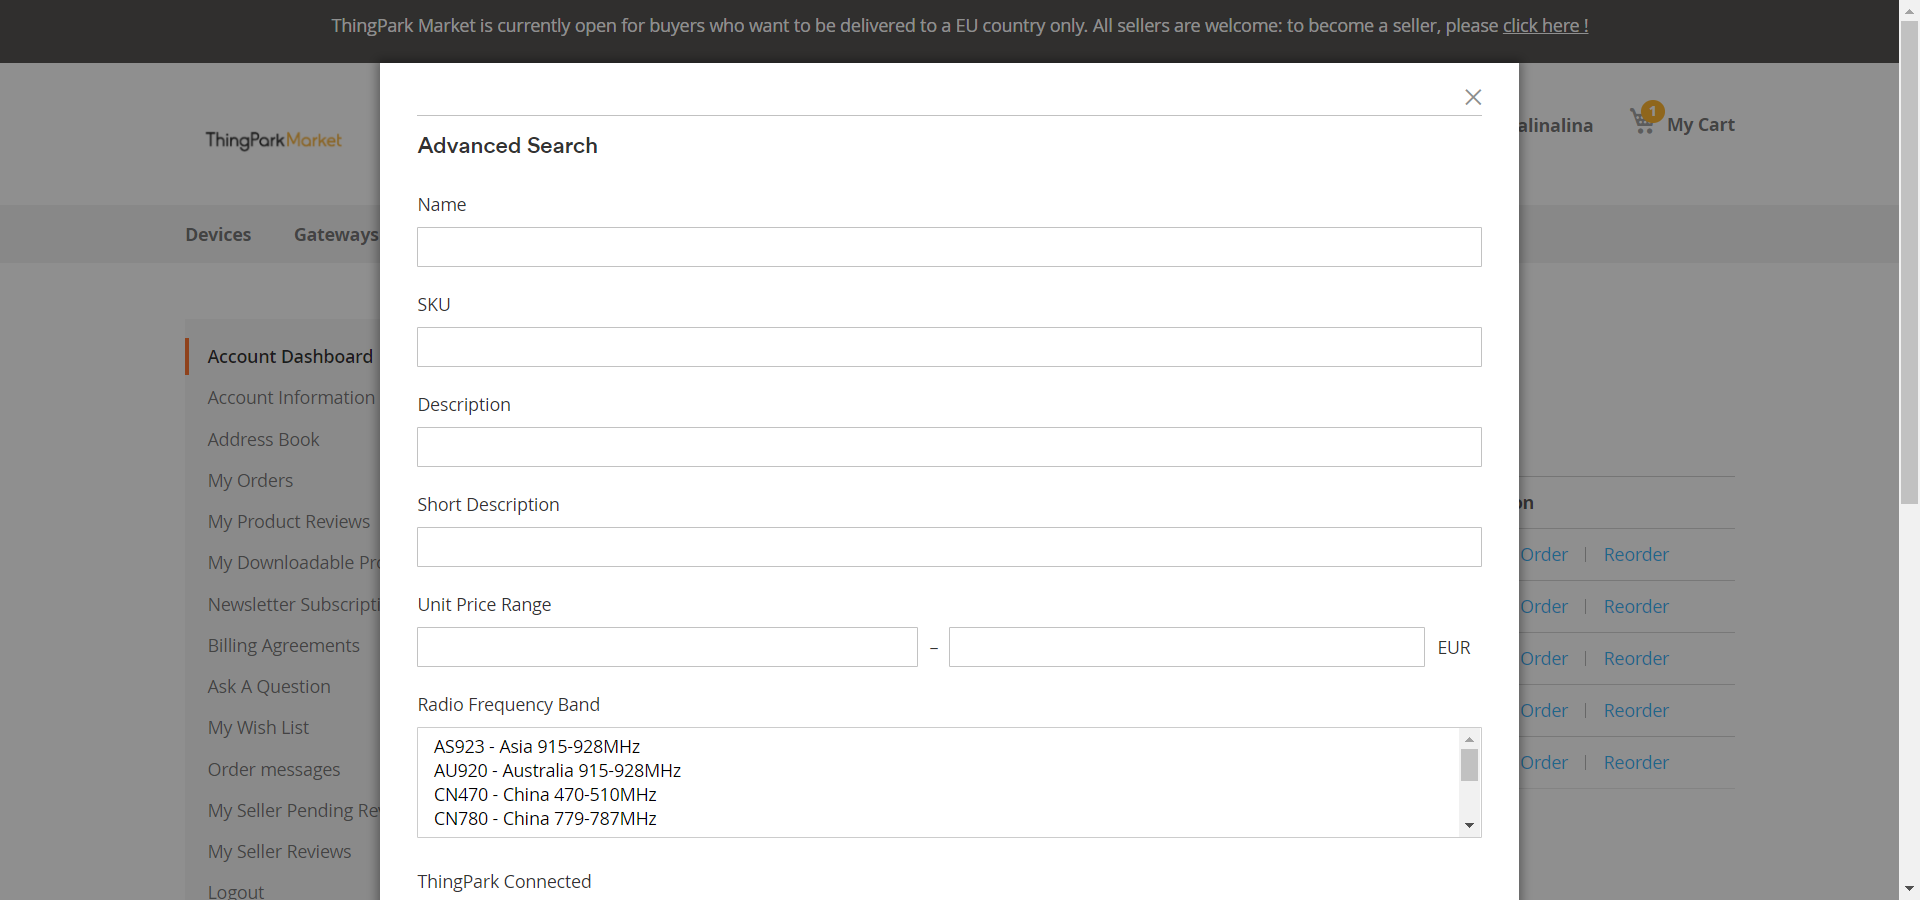 ThingPark Market is currently open for buyers who want to be delivered to a EU country only. All sellers are welcome: to become a seller, please click here !
ThingParkMarket
alinalina
1
My Cart
Devices
Gateways
Advanced Search
Name
SKU
Description
Short Description
Unit Price Range
–
EUR
Radio Frequency Band
AS923 - Asia 915-928MHz
AU920 - Australia 915-928MHz
CN470 - China 470-510MHz
CN780 - China 779-787MHz
ThingPark Connected
Account Dashboard
Account Information
Address Book
My Orders
My Product Reviews
My Downloadable Pro
Newsletter Subscripti
Billing Agreements
Ask A Question
My Wish List
Order messages
My Seller Pending Re
My Seller Reviews
Logout
on
Order | Reorder
Order | Reorder
Order | Reorder
Order | Reorder
Order | Reorder